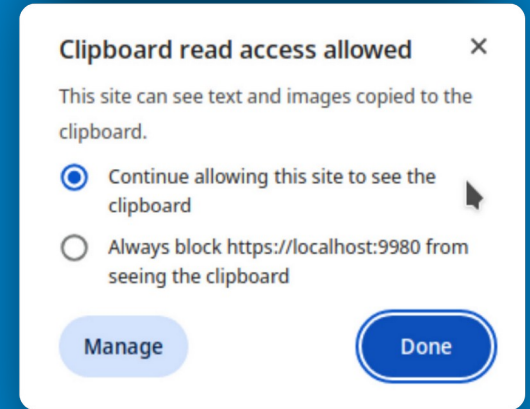 Clipboard read access allowed
This site can see text and images copied to the
clipboard.
Continue allowing this site to see the
clipboard
Always block https://localhost:9980 from
seeing the clipboard
Manage
Done